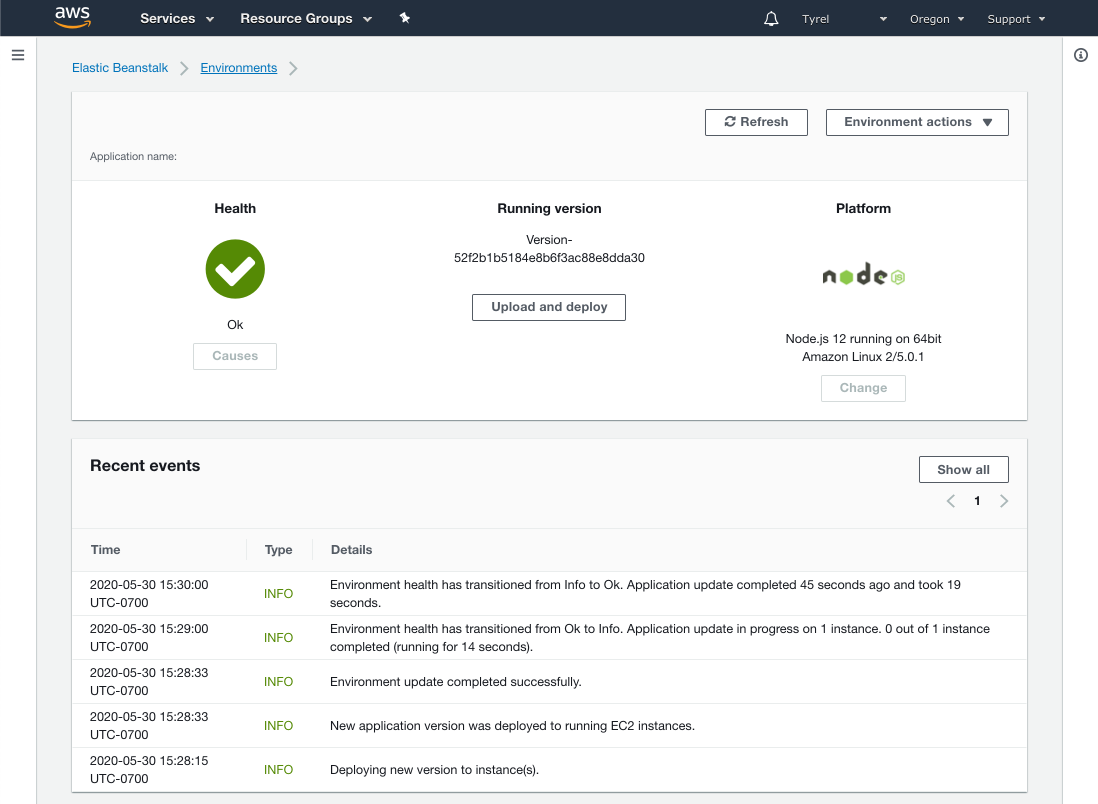 aws Services Resource Groups Tyrel Oregon Support
Elastic Beanstalk Environments
Refresh Environment actions
Application name:
Health Running version Platform
Version-
52f2b1b5184e8b6f3ac88e8dda30
node JS
Upload and deploy
Ok
Node.js 12 running on 64bit
Causes
Amazon Linux 2/5.0.1
Change
Recent events
Show all
1
Time Type Details
2020-05-30 15:30:00
UTC-0700
INFO
Environment health has transitioned from Info to Ok. Application update completed 45 seconds ago and took 19
seconds.
2020-05-30 15:29:00
UTC-0700
INFO
Environment health has transitioned from Ok to Info. Application update in progress on 1 instance. 0 out of 1 instance
completed (running for 14 seconds).
2020-05-30 15:28:33
UTC-0700
INFO
Environment update completed successfully.
2020-05-30 15:28:33
UTC-0700
INFO
New application version was deployed to running EC2 instances.
2020-05-30 15:28:15
UTC-0700
INFO
Deploying new version to instance(s).